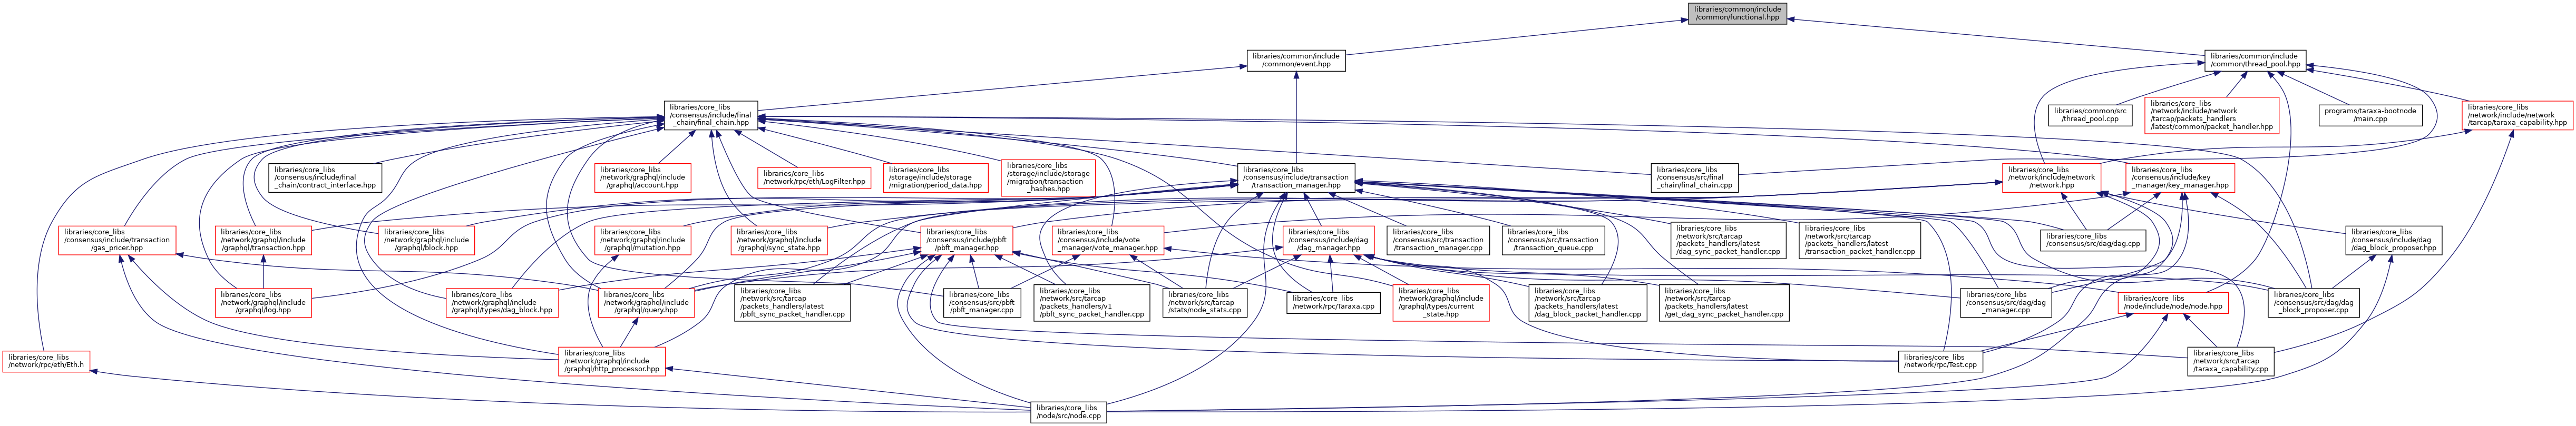 libraries/common/include
/common/functional.hpp
libraries/common/include
/common/event.hpp
libraries/common/include
/common/thread_pool.hpp
libraries/core_libs
/consensus/include/final
_chain/final_chain.hpp
libraries/common/src
/thread_pool.cpp
libraries/core_libs
/network/include/network
/tarcap/packets_handlers
/latest/common/packet_handler.hpp
programs/taraxa-bootnode
/main.cpp
libraries/core_libs
/network/include/network
/tarcap/taraxa_capability.hpp
libraries/core_libs
/consensus/include/final
_chain/contract_interface.hpp
libraries/core_libs
/network/graphql/include
/graphql/account.hpp
libraries/core_libs
/network/rpc/eth/LogFilter.hpp
libraries/core_libs
/storage/include/storage
/migration/period_data.hpp
libraries/core_libs
/storage/include/storage
/migration/transaction
_hashes.hpp
libraries/core_libs
/consensus/include/transaction
/transaction_manager.hpp
libraries/core_libs
/consensus/src/final
_chain/final_chain.cpp
libraries/core_libs
/network/include/network
/network.hpp
libraries/core_libs
/consensus/include/key
_manager/key_manager.hpp
libraries/core_libs
/consensus/include/transaction
/gas_pricer.hpp
libraries/core_libs
/network/graphql/include
/graphql/transaction.hpp
libraries/core_libs
/network/graphql/include
/graphql/block.hpp
libraries/core_libs
/network/graphql/include
/graphql/mutation.hpp
libraries/core_libs
/network/graphql/include
/graphql/sync_state.hpp
libraries/core_libs
/consensus/include/pbft
/pbft_manager.hpp
libraries/core_libs
/consensus/include/vote
_manager/vote_manager.hpp
libraries/core_libs
/consensus/include/dag
/dag_manager.hpp
libraries/core_libs
/consensus/src/transaction
/transaction_manager.cpp
libraries/core_libs
/consensus/src/transaction
/transaction_queue.cpp
libraries/core_libs
/network/src/tarcap
/packets_handlers/latest
/dag_sync_packet_handler.cpp
libraries/core_libs
/network/src/tarcap
/packets_handlers/latest
/transaction_packet_handler.cpp
libraries/core_libs
/consensus/src/dag/dag.cpp
libraries/core_libs
/consensus/include/dag
/dag_block_proposer.hpp
libraries/core_libs
/network/graphql/include
/graphql/log.hpp
libraries/core_libs
/network/graphql/include
/graphql/types/dag_block.hpp
libraries/core_libs
/network/graphql/include
/graphql/query.hpp
libraries/core_libs
/network/src/tarcap
/packets_handlers/latest
/pbft_sync_packet_handler.cpp
libraries/core_libs
/consensus/src/pbft
/pbft_manager.cpp
libraries/core_libs
/network/src/tarcap
/packets_handlers/v1
/pbft_sync_packet_handler.cpp
libraries/core_libs
/network/src/tarcap
/stats/node_stats.cpp
libraries/core_libs
/network/rpc/Taraxa.cpp
libraries/core_libs
/network/graphql/include
/graphql/types/current
_state.hpp
libraries/core_libs
/network/src/tarcap
/packets_handlers/latest
/dag_block_packet_handler.cpp
libraries/core_libs
/network/src/tarcap
/packets_handlers/latest
/get_dag_sync_packet_handler.cpp
libraries/core_libs
/consensus/src/dag/dag
_manager.cpp
libraries/core_libs
/node/include/node/node.hpp
libraries/core_libs
/consensus/src/dag/dag
_block_proposer.cpp
libraries/core_libs
/network/rpc/eth/Eth.h
libraries/core_libs
/network/graphql/include
/graphql/http_processor.hpp
libraries/core_libs
/network/rpc/Test.cpp
libraries/core_libs
/network/src/tarcap
/taraxa_capability.cpp
libraries/core_libs
/node/src/node.cpp